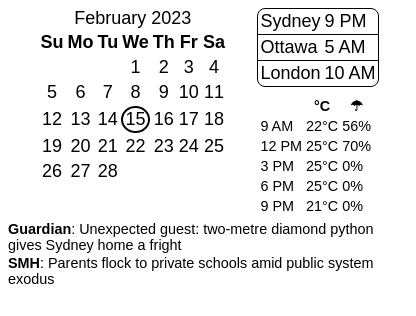 February 2023
Su Mo Tu We Th Fr Sa
1 2 3 4
5 6 7 8 9 10 11
12 13 14 15 16 17 18
19 20 21 22 23 24 25
26 27 28
Sydney 9 PM
Ottawa 5 AM
London 10 AM
°C ☂
9 AM 22°C 56%
12 PM 25°C 70%
3 PM 25°C 0%
6 PM 25°C 0%
9 PM 21°C 0%
Guardian: Unexpected guest: two-metre diamond python
gives Sydney home a fright
SMH: Parents flock to private schools amid public system
exodus